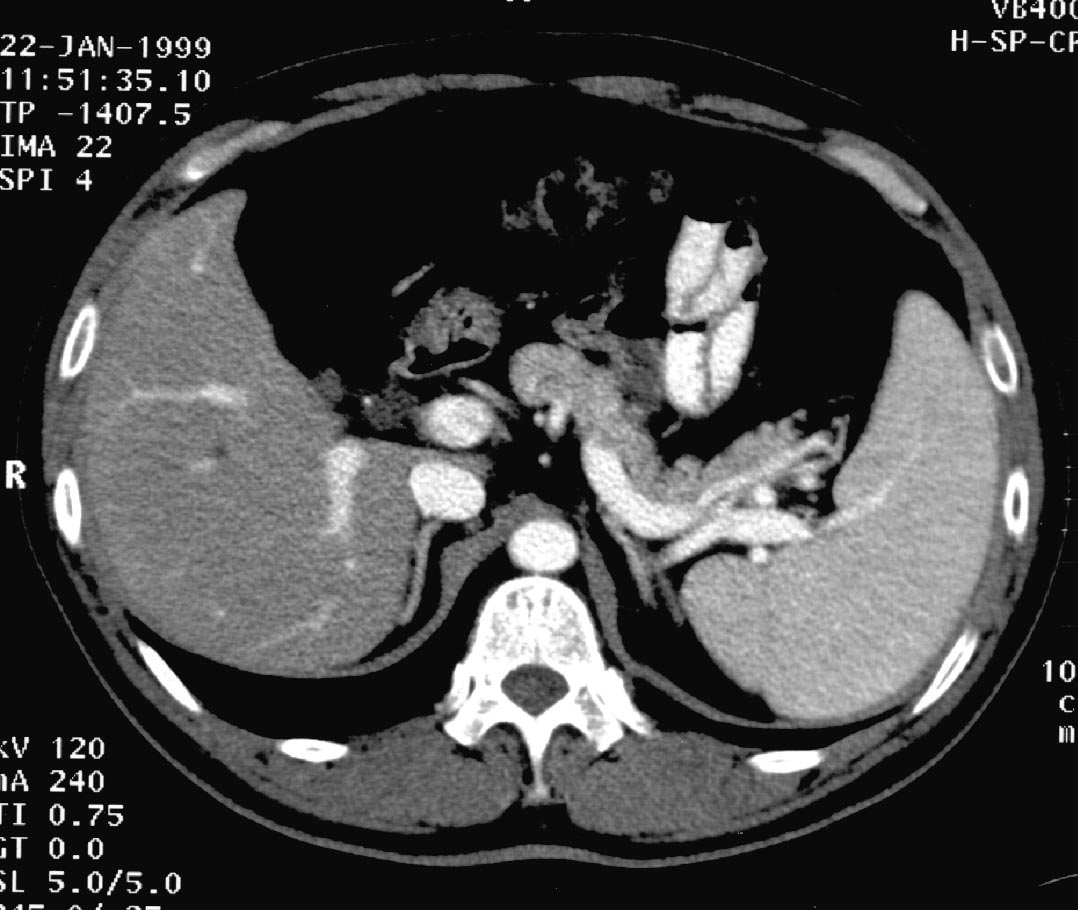 22-JAN-1999
11:51:35.10
TP -1407.5
IMA 22
SPI 4
VB40
H-SP-CP
R
10
c
m
kV 120
mA 240
TI 0.75
GT 0.0
SL 5.0/5.0